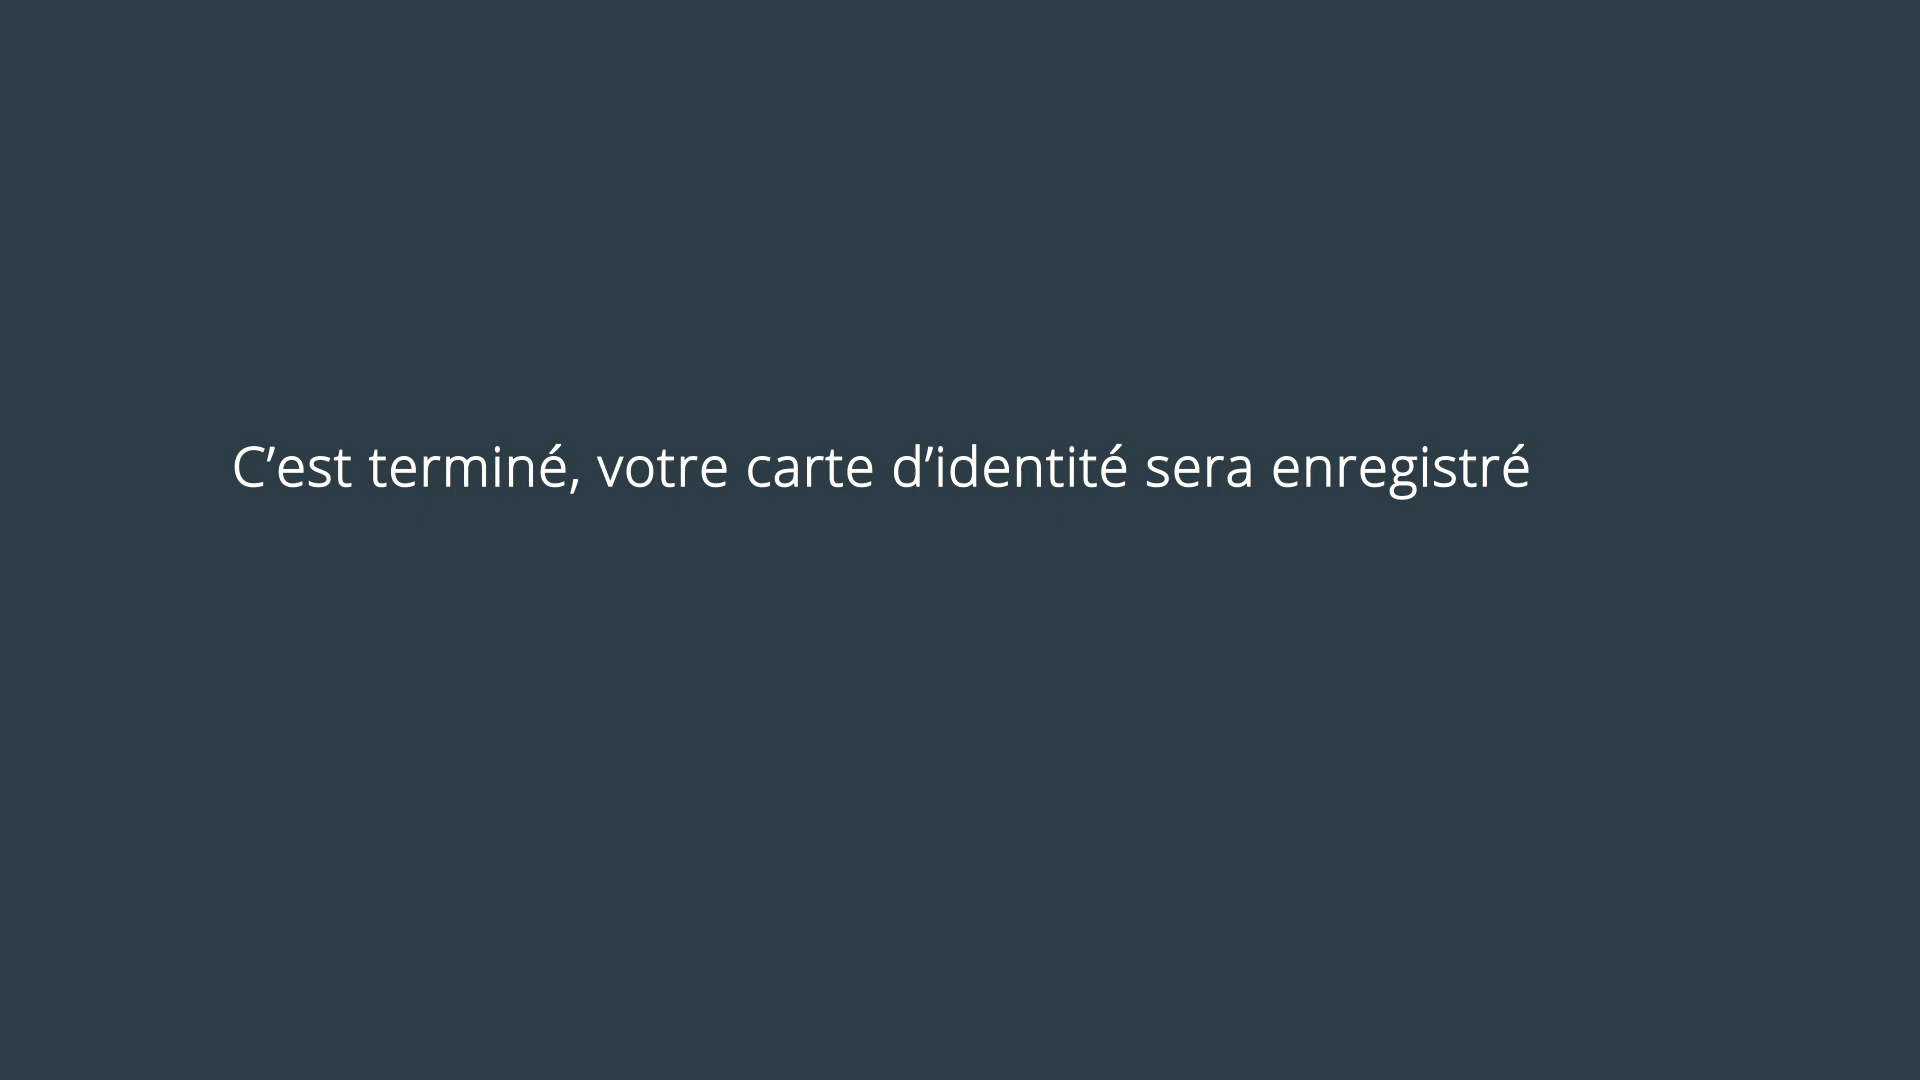 C’est terminé, votre carte d’identité sera enregistré